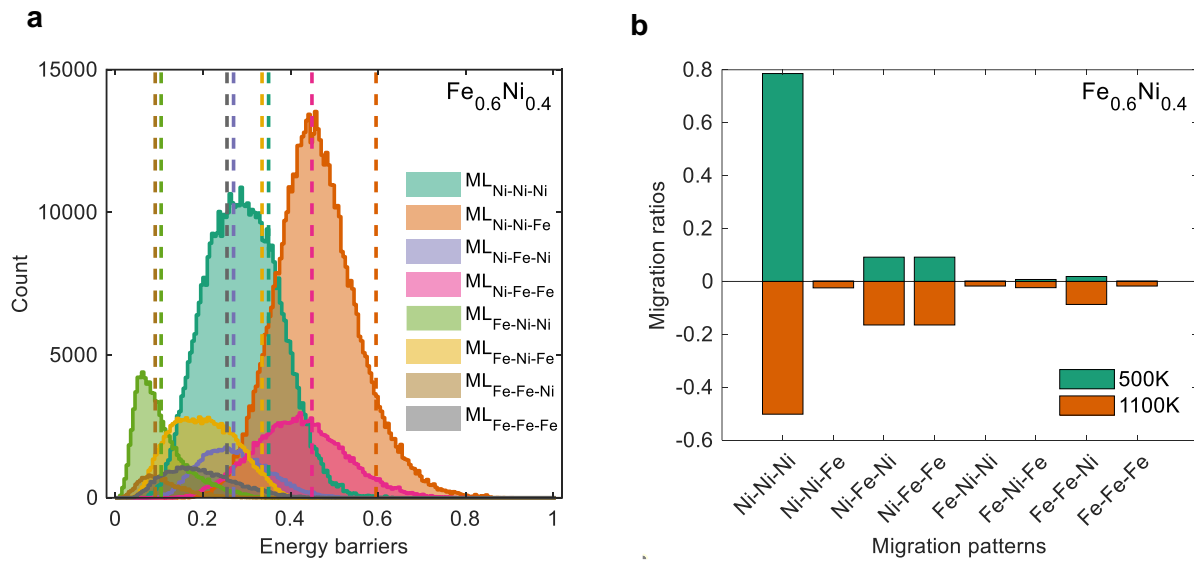 a
Fe0.6Ni0.4
15000
10000
5000
0
Count
MLNi-Ni-Ni
MLNi-Ni-Fe
MLNi-Fe-Ni
MLNi-Fe-Fe
MLFe-Ni-Ni
MLFe-Ni-Fe
MLFe-Fe-Ni
MLFe-Fe-Fe
0 0.2 0.4 0.6 0.8 1
Energy barriers
b
Fe0.6Ni0.4
0.8
0.6
0.4
0.2
0
-0.2
-0.4
-0.6
Migration ratios
500K
1100K
Ni-Ni-Ni
Ni-Ni-Fe
Ni-Fe-Ni
Ni-Fe-Fe
Fe-Ni-Ni
Fe-Ni-Fe
Fe-Fe-Ni
Fe-Fe-Fe
Migration patterns